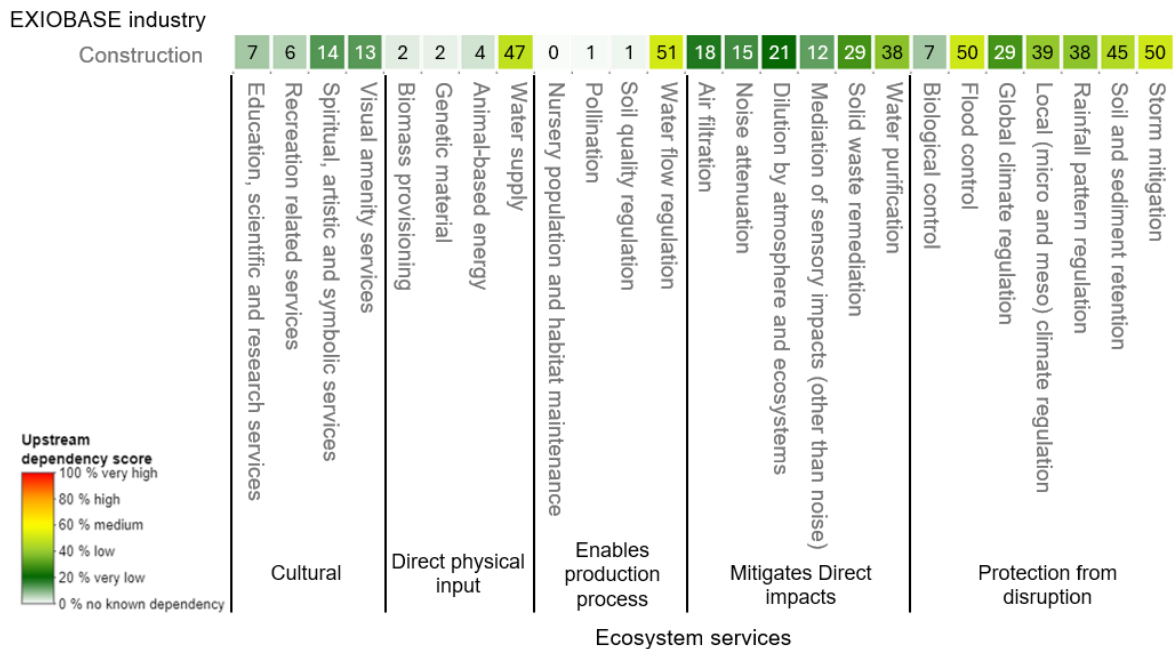 EXIOBASE industry
Construction
7 6 14 13 2 2 4 47 0 1 1 51 18 15 21 12 29 38 7 50 29 39 38 45 50
Education, scientific and research services
Recreation related services
Spiritual, artistic and symbolic services
Visual amenity services
Biomass provisioning
Genetic material
Animal-based energy
Water supply
Nursery population and habitat maintenance
Pollination
Soil quality regulation
Water flow regulation
Air filtration
Noise attenuation
Dilution by atmosphere and ecosystems
Mediation of sensory impacts (other than noise)
Solid waste remediation
Water purification
Biological control
Flood control
Global climate regulation
Local (micro and meso) climate regulation
Rainfall pattern regulation
Soil and sediment retention
Storm mitigation
Upstream
dependency score
100 % very high
80 % high
60 % medium
40 % low
20 % very low
0 % no known dependency
Cultural
Direct physical
input
Enables
production
process
Mitigates Direct
impacts
Protection from
disruption
Ecosystem services